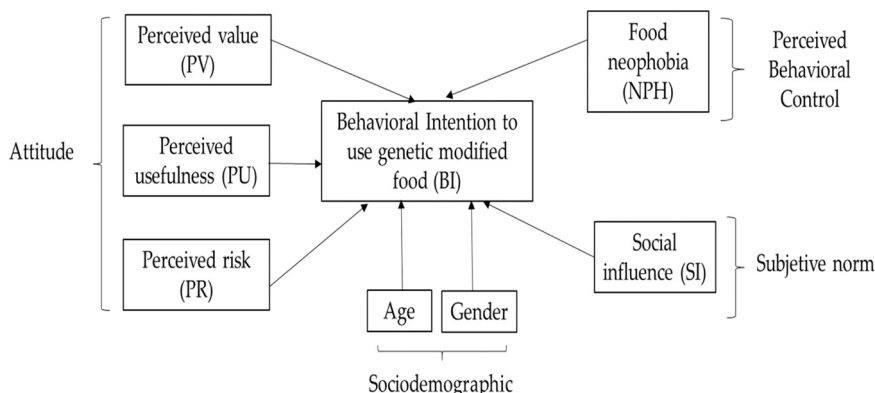 Attitude
Perceived value
(PV)
Perceived
usefulness (PU)
Perceived risk
(PR)
Behavioral Intention to
use genetic modified
food (BI)
Age
Gender
Sociodemographic
Food
neophobia
(NPH)
Perceived
Behavioral
Control
Social
influence (SI)
Subjetive norm